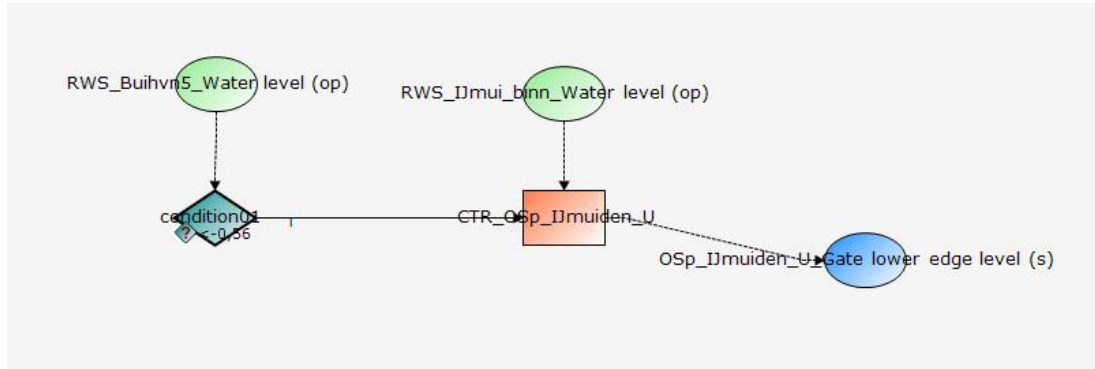 RWS_Buihvn5_Water level (op)
RWS_IJmui_binn_Water level (op)
condition01
? <-0,56
CTR_OSp_IJmuiden_U
OSp_IJmuiden_U_Gate lower edge level (s)